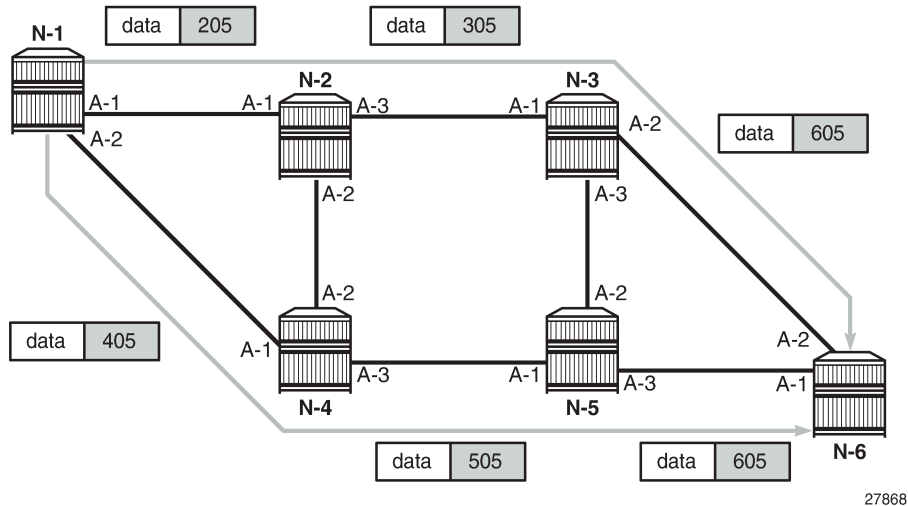 data 205
data 305
N-1
N-2
N-3
A-1
A-1
A-3
A-1
A-2
data 605
A-2
A-2
A-3
A-2
A-2
A-2
data 405
A-1
A-3
A-1
A-3
A-1
N-4
N-5
N-6
data 505
data 605
27868